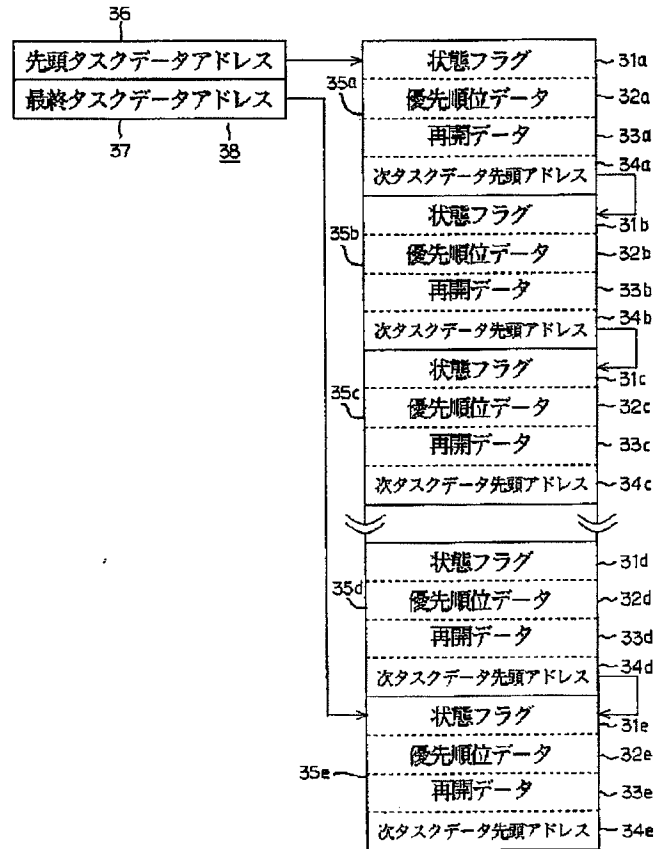 36
先頭タスクデータアドレス
最終タスクデータアドレス
37
38
状態フラグ
31a
35a
優先順位データ
32a
再開データ
33a
34a
次タスクデータ先頭アドレス
状態フラグ
31b
35b
優先順位データ
32b
再開データ
33b
34b
次タスクデータ先頭アドレス
状態フラグ
31c
35c
優先順位データ
32c
再開データ
33c
次タスクデータ先頭アドレス
34c
状態フラグ
31d
35d
優先順位データ
32d
再開データ
33d
34d
次タスクデータ先頭アドレス
状態フラグ
31e
優先順位データ
32e
35e
再開データ
33e
次タスクデータ先頭アドレス
34e